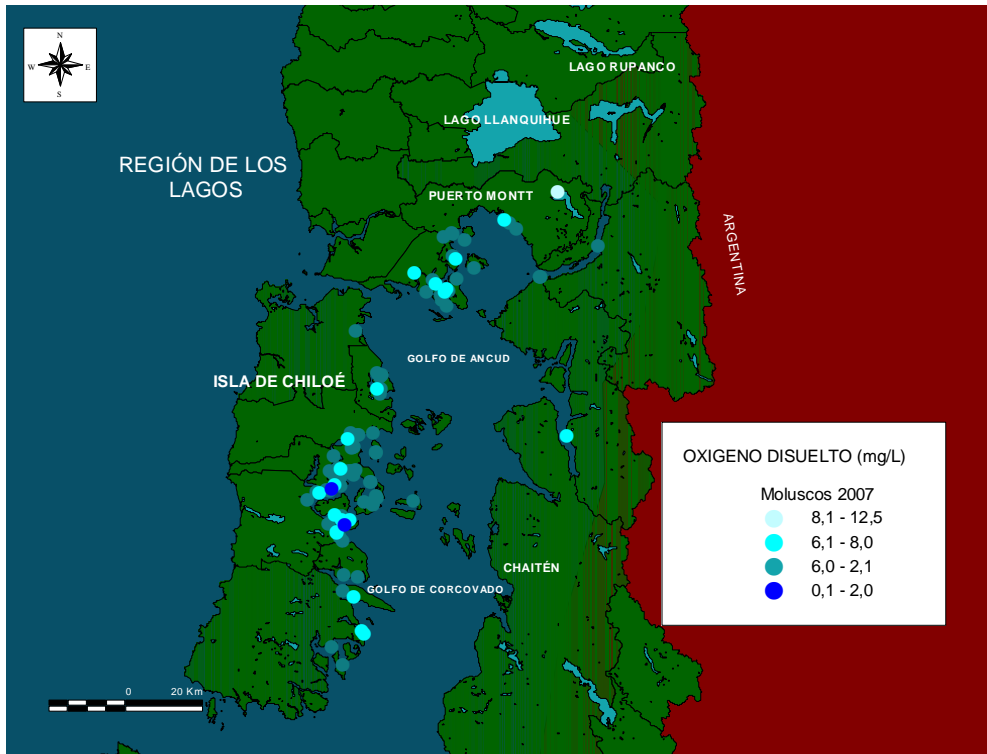 N
W E
S
LAGO RUPANCO
LAGO LLANQUIHUE
REGIÓN DE LOS
LAGOS
PUERTO MONTT
ARGENTINA
GOLFO DE ANCUD
ISLA DE CHILOÉ
OXIGENO DISUELTO (mg/L)
Moluscos 2007
8,1 - 12,5
6,1 - 8,0
6,0 - 2,1
0,1 - 2,0
CHAITÉN
GOLFO DE CORCOVADO
0 20 Km